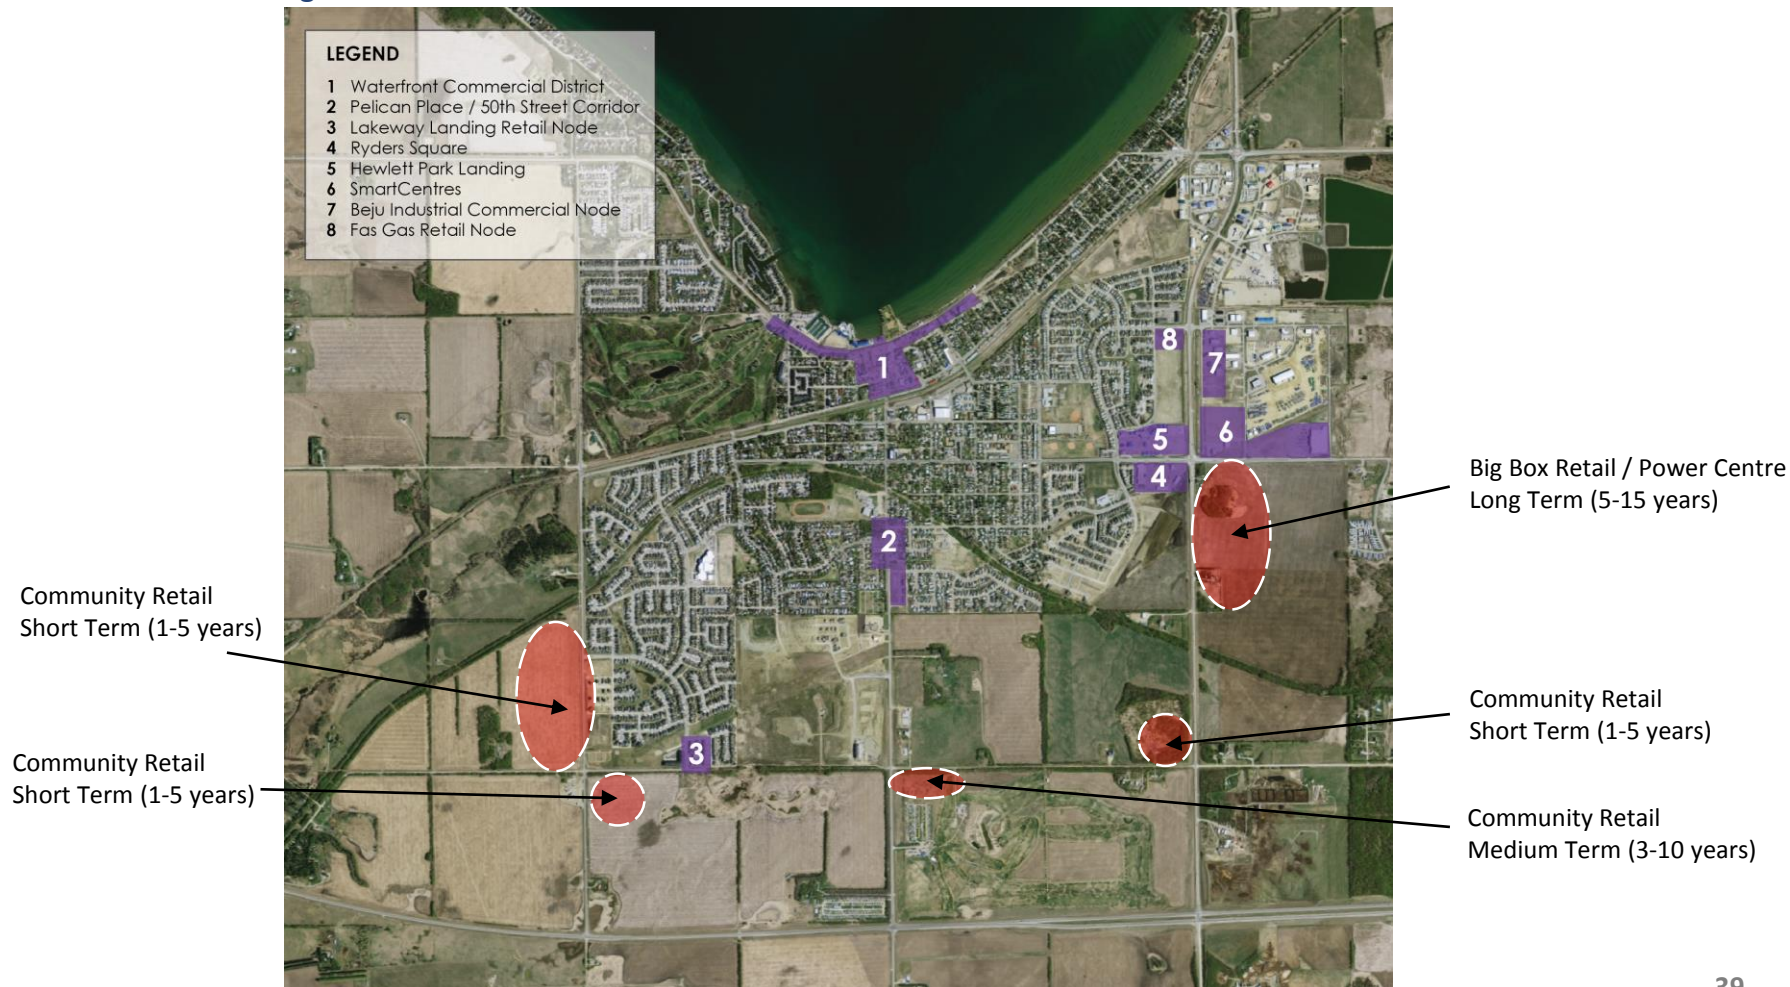 LEGEND
1 Waterfront Commercial District
2 Pelican Place / 50th Street Corridor
3 Lakeway Landing Retail Node
4 Ryders Square
5 Hewlett Park Landing
6 SmartCentres
7 Beju Industrial Commercial Node
8 Fas Gas Retail Node
8
7
1
6
5
4
Big Box Retail / Power Centre
Long Term (5-15 years)
2
Community Retail
Short Term (1-5 years)
Community Retail
Short Term (1-5 years)
3
Community Retail
Short Term (1-5 years)
Community Retail
Medium Term (3-10 years)
39